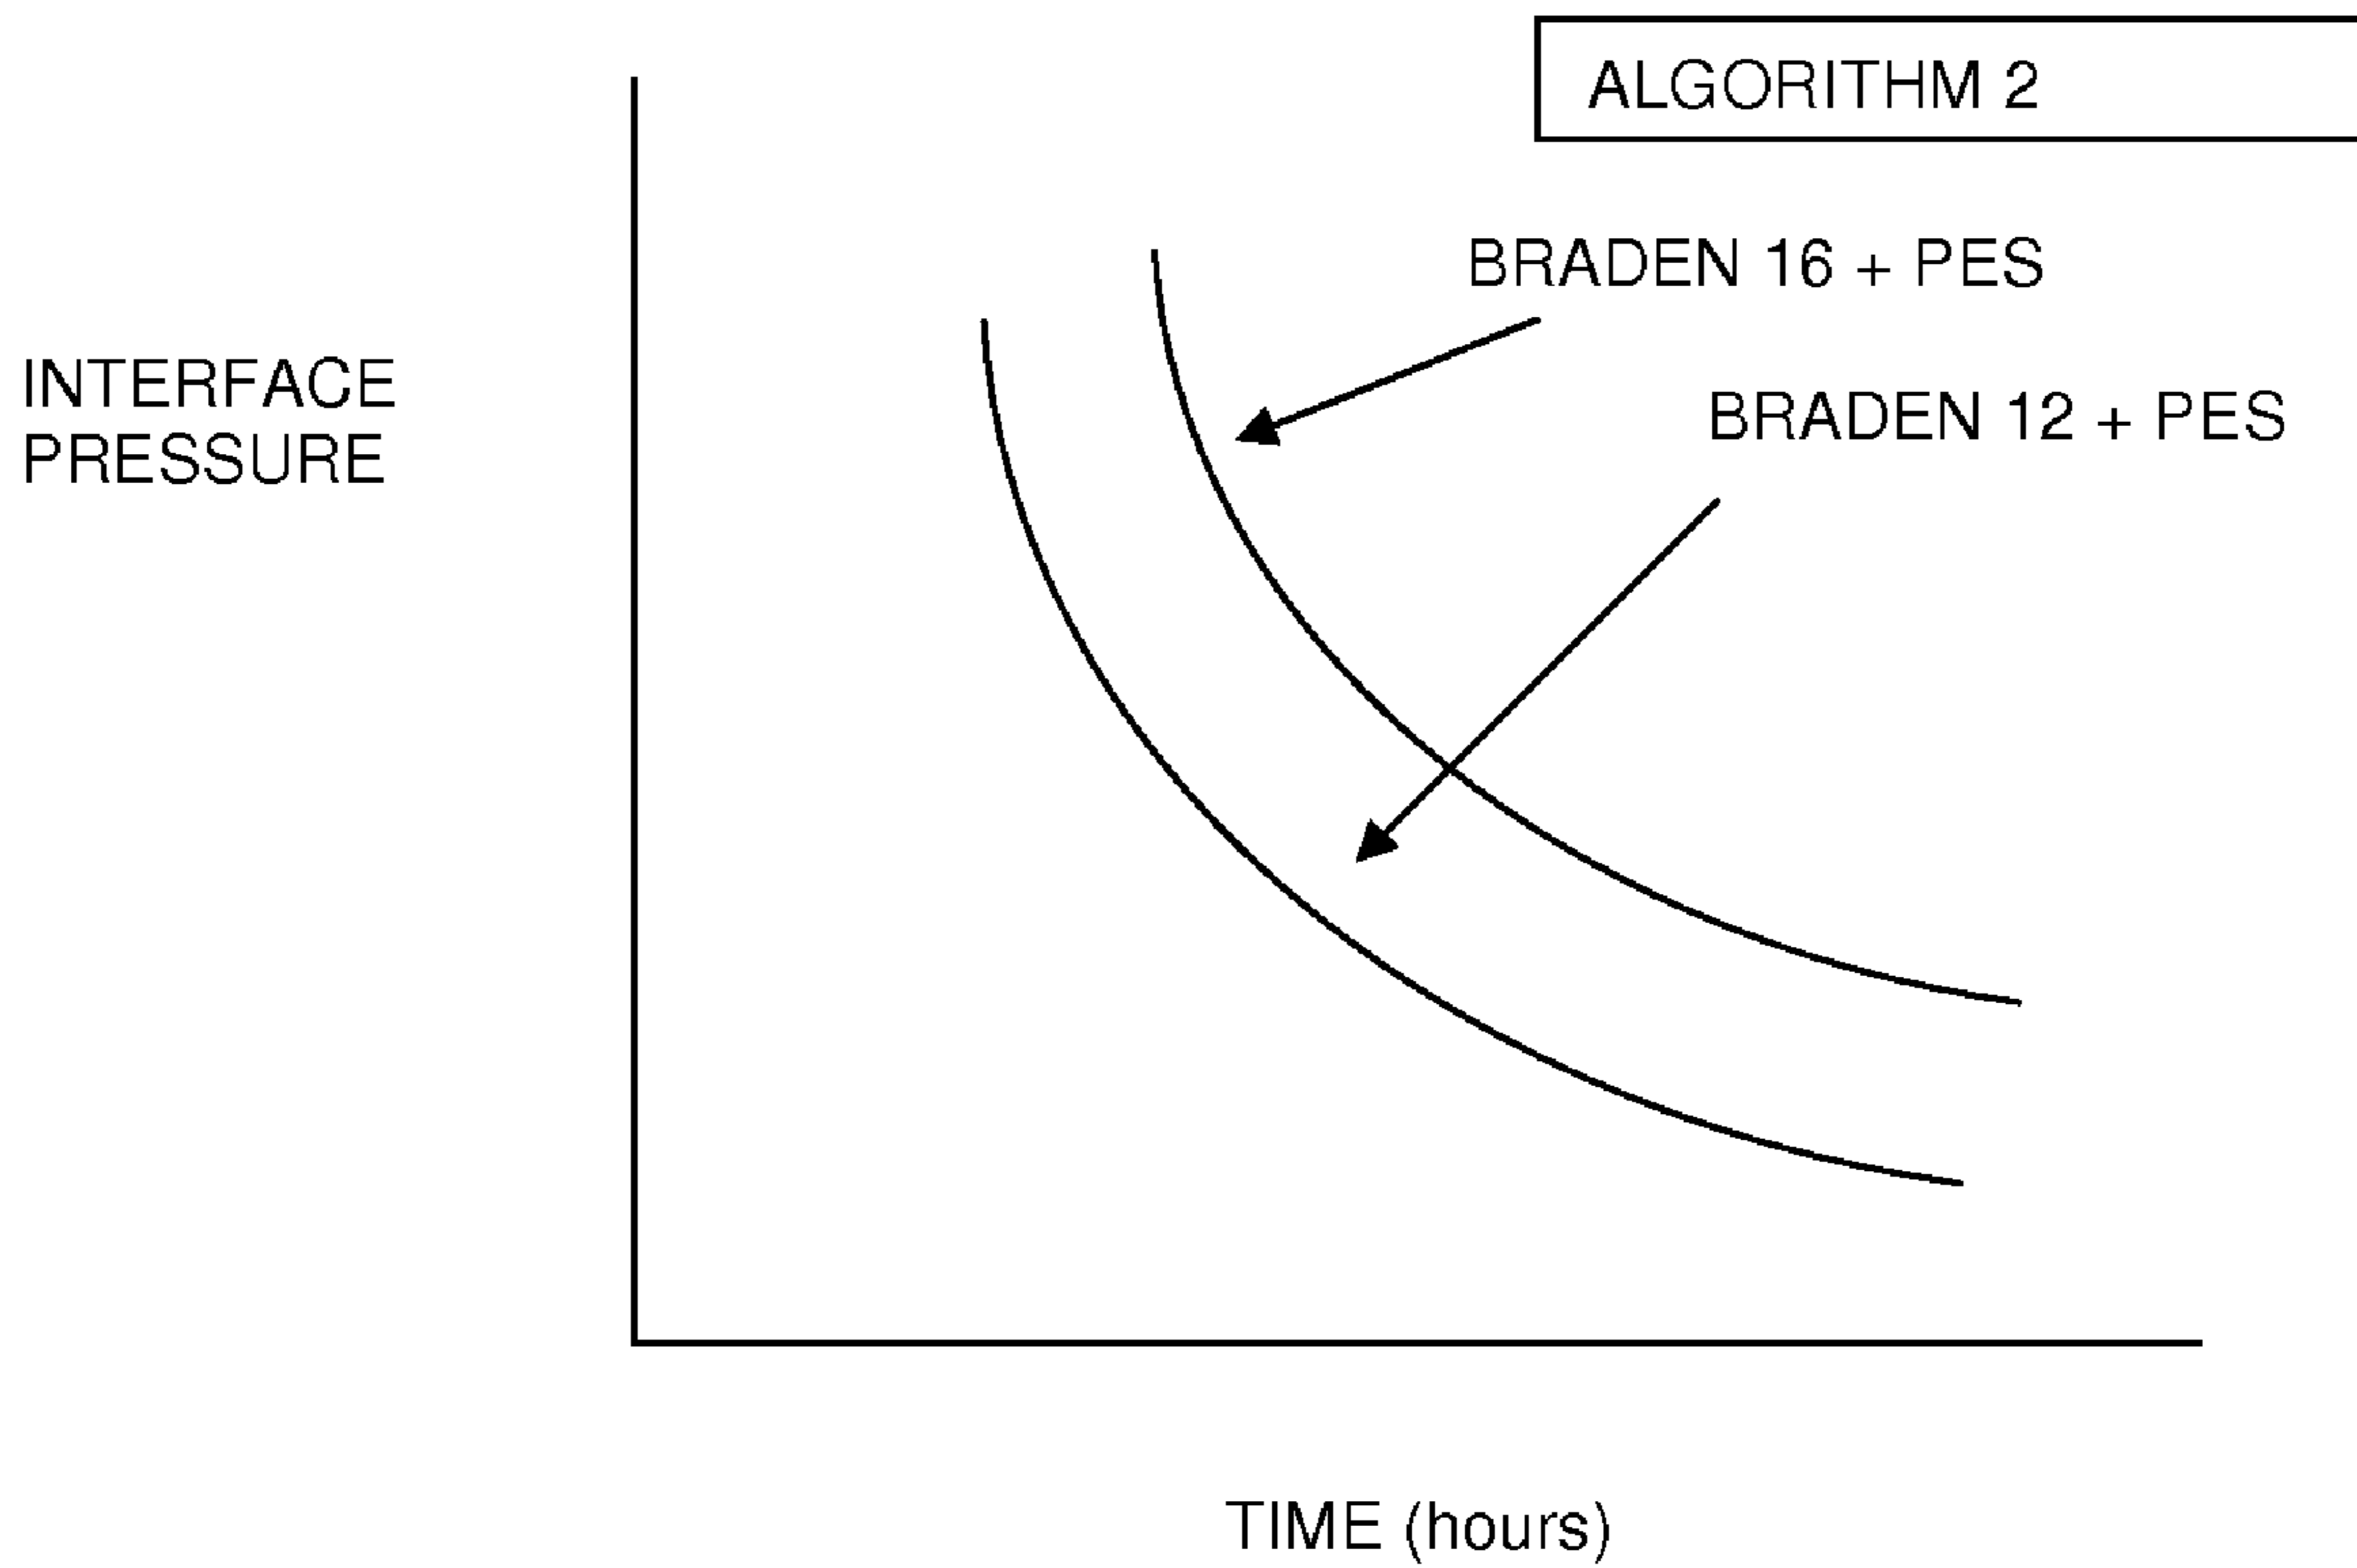 ALGORITHM 2
BRADEN 16 + PES
BRADEN 12 + PES
INTERFACE
PRESSURE
TIME (hours)